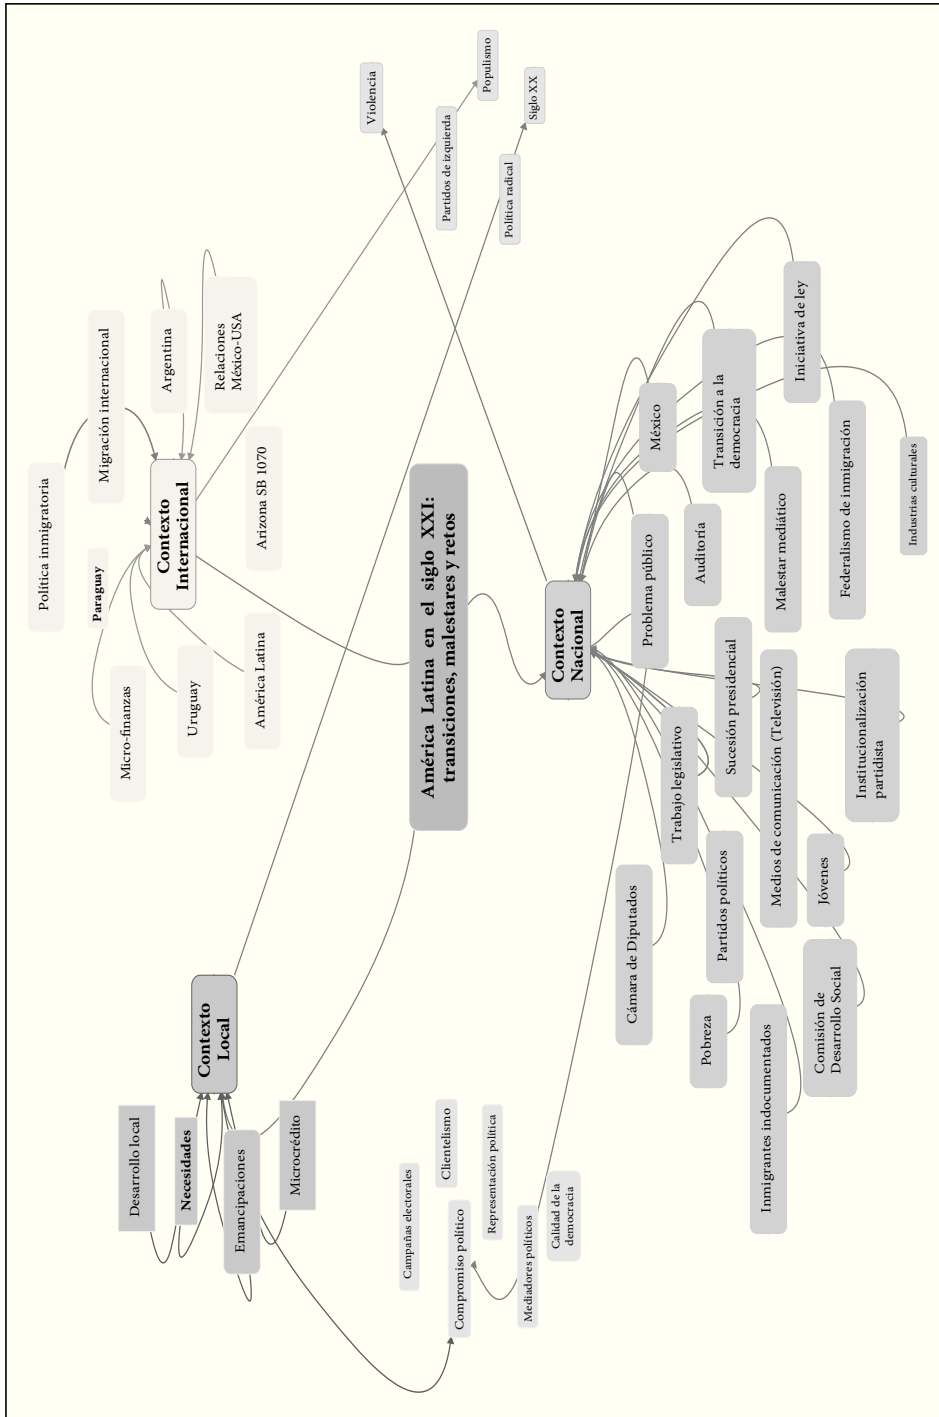 Desarrollo local
Necesidades
Emancipaciones
Microcrédito
Contexto
Local
Campañas electorales
Clientelismo
Compromiso político
Representación política
Mediadores políticos
Calidad de la
democracia
Política inmigratoria
Migración internacional
Paraguay
Micro-finanzas
Uruguay
América Latina
Contexto
Internacional
Argentina
Relaciones
México-USA
Arizona SB 1070
América Latina en el siglo XXI:
transiciones, malestares y retos
Violencia
Partidos de izquierda
Populismo
Política radical
Siglo XX
Contexto
Nacional
Cámara de Diputados
Pobreza
Inmigrantes indocumentados
Comisión de
Desarrollo Social
Partidos políticos
Trabajo legislativo
Jóvenes
Medios de comunicación (Televisión)
Sucesión presidencial
Institucionalización
partidista
Problema público
Auditoría
México
Transición a la
democracia
Malestar mediático
Iniciativa de ley
Federalismo de inmigración
Industrias culturales